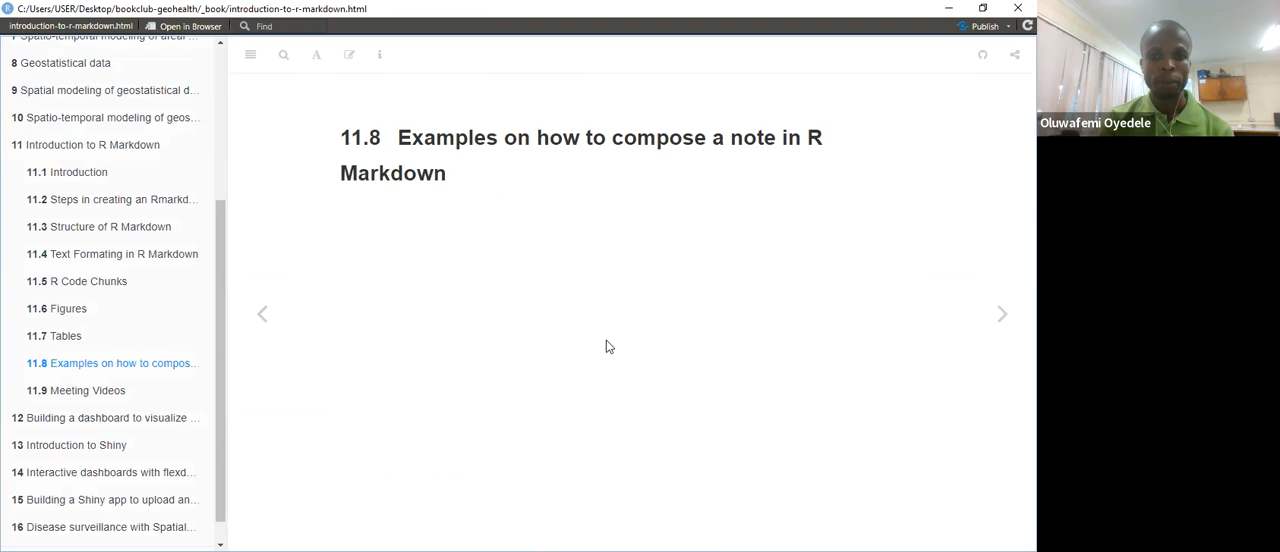 C:/Users/USER/Desktop/bookclub-geohealth/_book/introduction-to-r-markdown.html
introduction-to-r-markdown.html Open in Browser Find Publish
7 Spatio-temporal modeling of areal ...
8 Geostatistical data
9 Spatial modeling of geostatistical d...
10 Spatio-temporal modeling of geos...
11 Introduction to R Markdown
11.1 Introduction
11.2 Steps in creating an Rmarkd...
11.3 Structure of R Markdown
11.4 Text Formating in R Markdown
11.5 R Code Chunks
11.6 Figures
11.7 Tables
11.8 Examples on how to compos...
11.9 Meeting Videos
12 Building a dashboard to visualize ...
13 Introduction to Shiny
14 Interactive dashboards with flexd...
15 Building a Shiny app to upload an...
16 Disease surveillance with Spatial...
11.8 Examples on how to compose a note in R
Markdown
Oluwafemi Oyedele